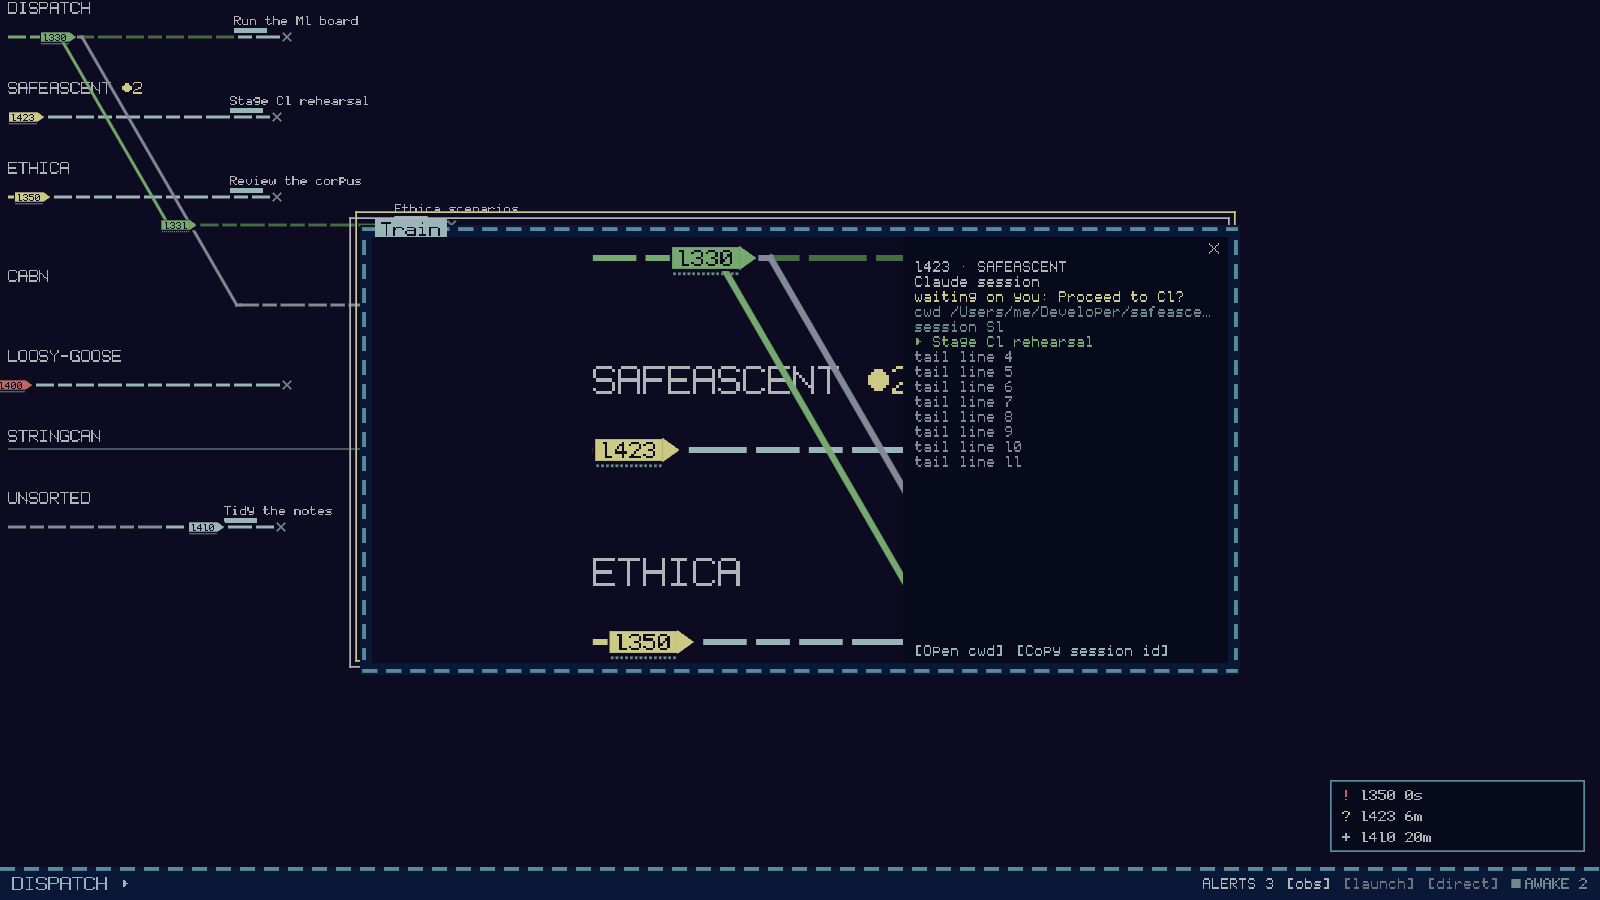 DISPATCH
Run the M1 board
1330
SAFEASCENT ●2
Stage C1 rehearsal
1423
ETHICA
Review the corpus
1350
Ethica scenarios
1331
CABN
LOOSY-GOOSE
1400
STRINGCAN
UNSORTED
Tidy the notes
1410
Train
1330
SAFEASCENT ●2
1423
ETHICA
1350
1423 · SAFEASCENT
Claude session
waiting on you: Proceed to C1?
cwd /Users/me/Developer/safeasce…
session S1
▸ Stage C1 rehearsal
tail line 4
tail line 5
tail line 6
tail line 7
tail line 8
tail line 9
tail line 10
tail line 11
[Open cwd] [Copy session id]
! 1350 0s
? 1423 6m
+ 1410 20m
DISPATCH ▸
ALERTS 3 [obs] [launch] [direct] ■AWAKE 2